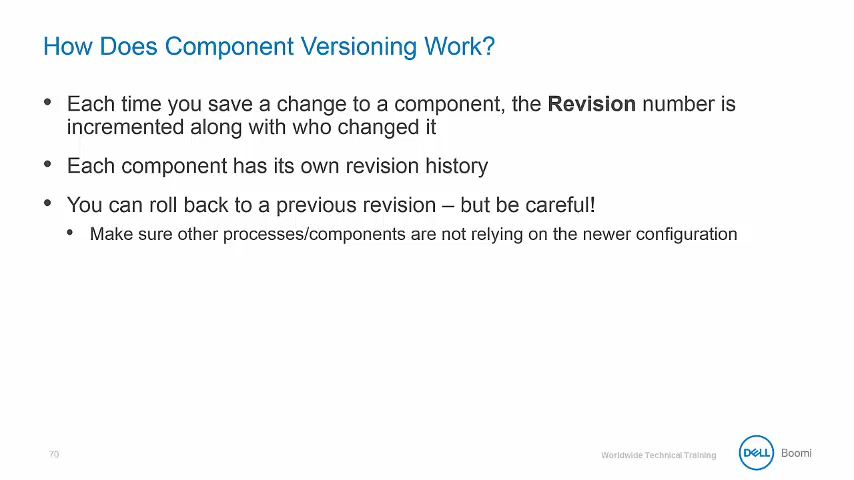 How Does Component Versioning Work?
• Each time you save a change to a component, the Revision number is
incremented along with who changed it
• Each component has its own revision history
• You can roll back to a previous revision – but be careful!
• Make sure other processes/components are not relying on the newer configuration
70
Worldwide Technical Training
DELL
Boomi